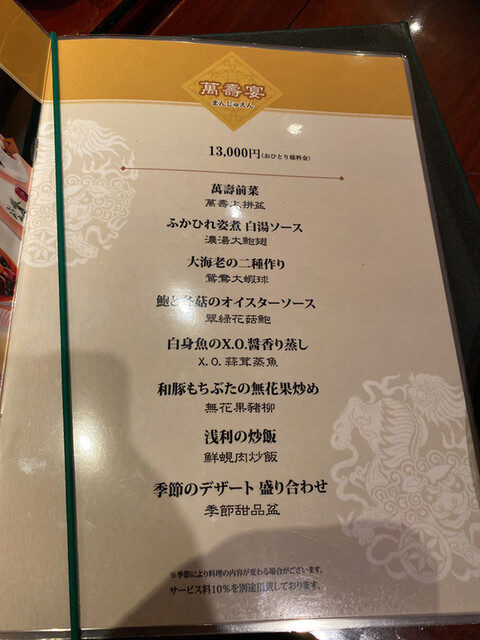 萬壽宴
まんじゅえん
13,000円(おひとり様料金)
萬壽前菜
萬壽大拼盆
ふかひれ姿煮 白湯ソース
濃湯大鮑翅
大海老の二種作り
鴛鴦大蝦球
鮑と冬菇のオイスターソース
翠緑花菇鮑
白身魚のX.O.醤香り蒸し
X.O.蒜茸蒸魚
和豚もちぶたの無花果炒め
無花果豬柳
浅利の炒飯
鮮蜆肉炒飯
季節のデザート 盛り合わせ
季節甜品盆
※季節により料理の内容が変わる場合がございます。
サービス料10%を別途頂戴しております。